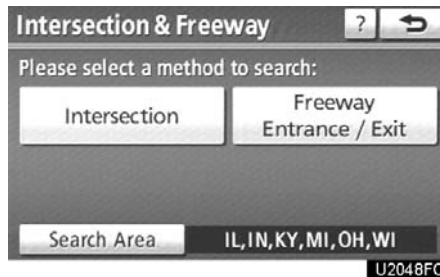 Intersection & Freeway ?
Please select a method to search:
Intersection
Freeway
Entrance / Exit
Search Area IL,IN,KY,MI,OH,WI
U2048FC